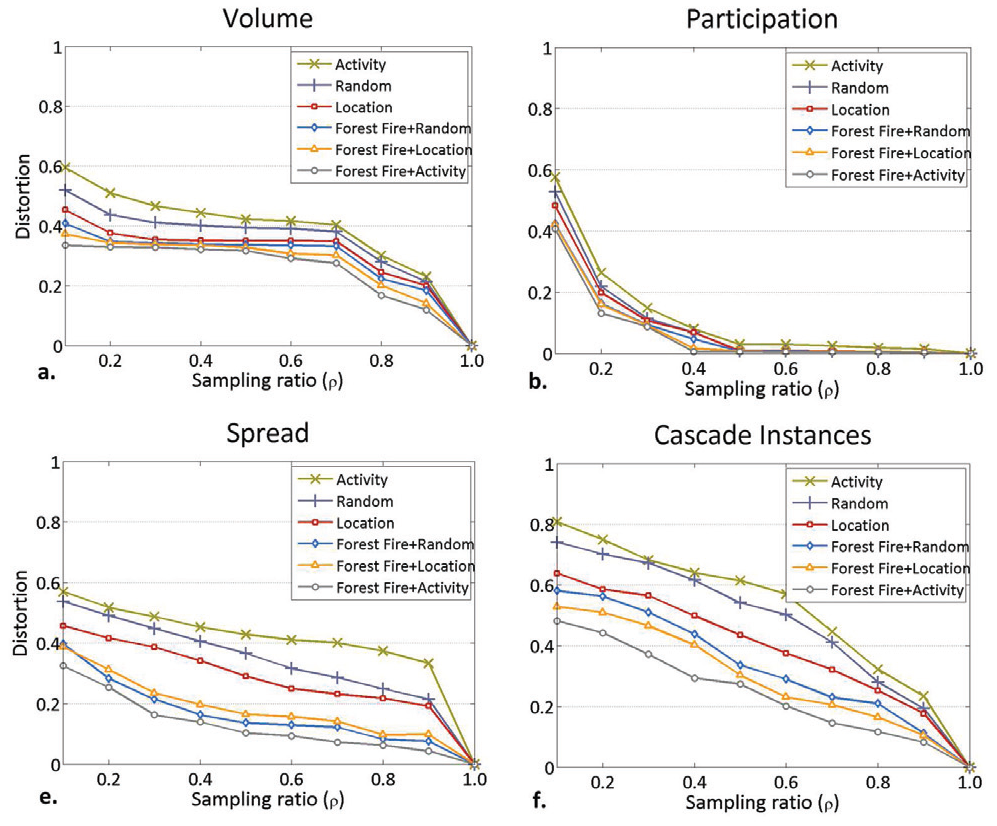 Volume
1
0.8
0.6
0.4
0.2
0
Distortion
Activity
Random
Location
Forest Fire+Random
Forest Fire+Location
Forest Fire+Activity
0.2 0.4 0.6 0.8 1.0
Sampling ratio (ρ)
a.
Participation
1
0.8
0.6
0.4
0.2
0
Activity
Random
Location
Forest Fire+Random
Forest Fire+Location
Forest Fire+Activity
0.2 0.4 0.6 0.8 1.0
Sampling ratio (ρ)
b.
Spread
1
0.8
0.6
0.4
0.2
0
Distortion
Activity
Random
Location
Forest Fire+Random
Forest Fire+Location
Forest Fire+Activity
0.2 0.4 0.6 0.8 1.0
Sampling ratio (ρ)
e.
Cascade Instances
1
0.8
0.6
0.4
0.2
0
Activity
Random
Location
Forest Fire+Random
Forest Fire+Location
Forest Fire+Activity
0.2 0.4 0.6 0.8 1.0
Sampling ratio (ρ)
f.